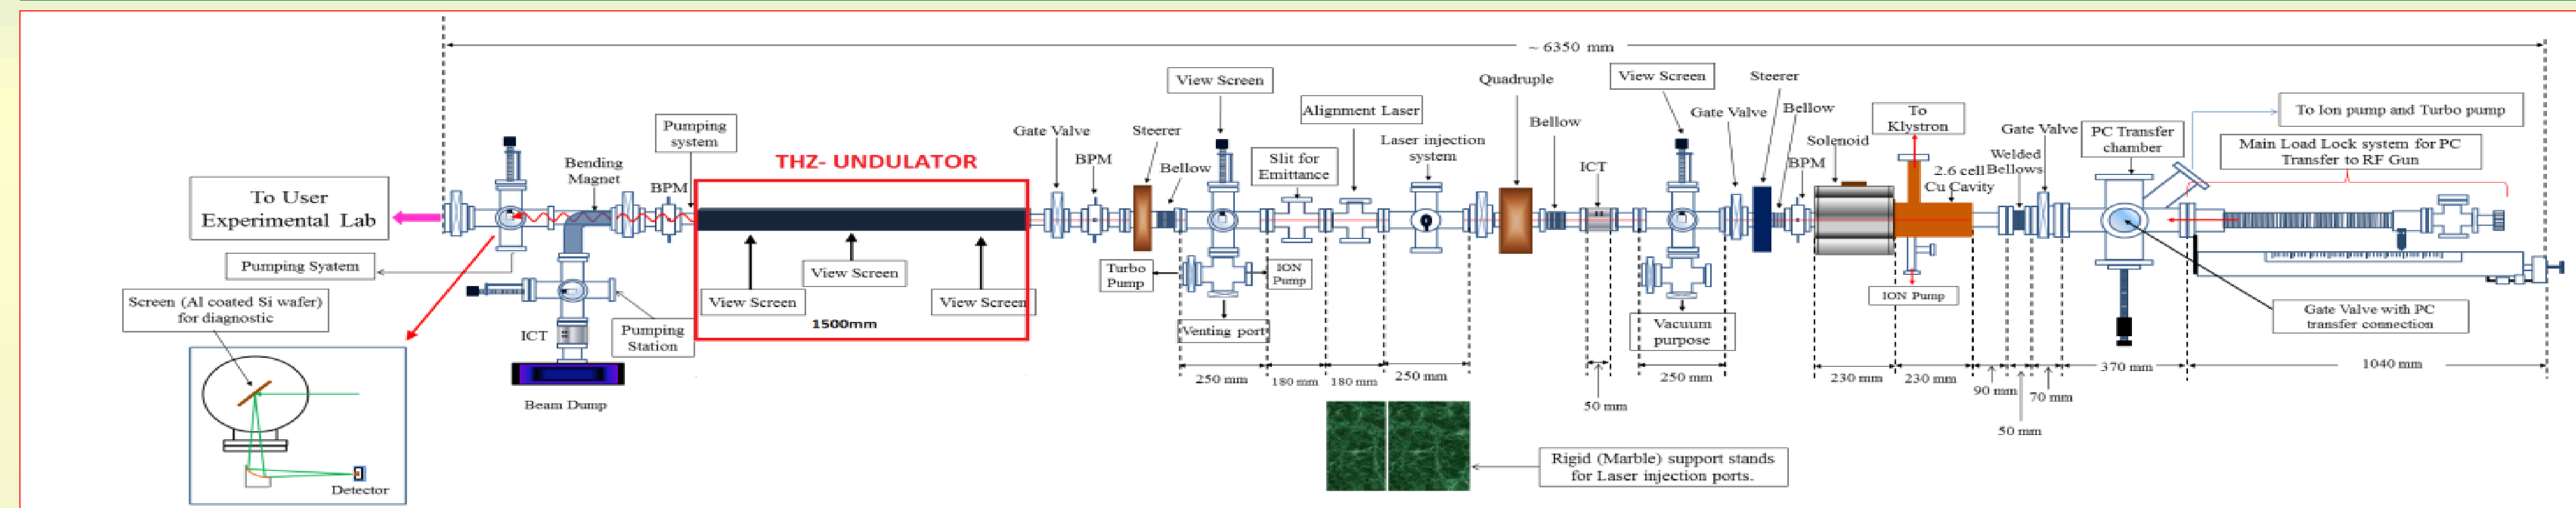 ~ 6350 mm
View Screen
Quadruple
View Screen
Steerer
To
Klystron
To Ion pump and Turbo pump
Pumping
system
Gate Valve
Steerer
Alignment Laser
Bellow
Gate Valve
Bellow
Solenoid
Gate Valve
PC Transfer
chamber
Main Load Lock system for PC
Transfer to RF Gun
Bending
Magnet
THZ- UNDULATOR
BPM
Bellow
Slit for
Emittance
Laser injection
system
ICT
BPM
2.6 cell
Cu Cavity
Welded
Bellows
BPM
To User
Experimental Lab
Pumping Syatem
View Screen
View Screen
View Screen
1500mm
Turbo
Pump
ION
Pump
ION Pump
Screen (Al coated Si wafer)
for diagnostic
ICT
Pumping
Station
Venting port
Vacuum
purpose
Gate Valve with PC
transfer connection
Beam Dump
250 mm
180 mm
180 mm
250 mm
50 mm
250 mm
230 mm
230 mm
90 mm
50 mm
70 mm
370 mm
1040 mm
Rigid (Marble) support stands
for Laser injection ports.
Detector